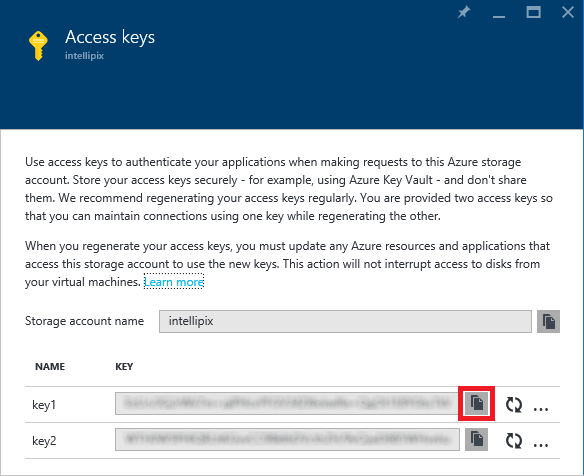 Access keys
intellipix
Use access keys to authenticate your applications when making requests to this Azure storage
account. Store your access keys securely - for example, using Azure Key Vault - and don't share
them. We recommend regenerating your access keys regularly. You are provided two access keys so
that you can maintain connections using one key while regenerating the other.
When you regenerate your access keys, you must update any Azure resources and applications that
access this storage account to use the new keys. This action will not interrupt access to disks from
your virtual machines. Learn more
Storage account name intellipix
NAME KEY
key1 ...
key2 ...